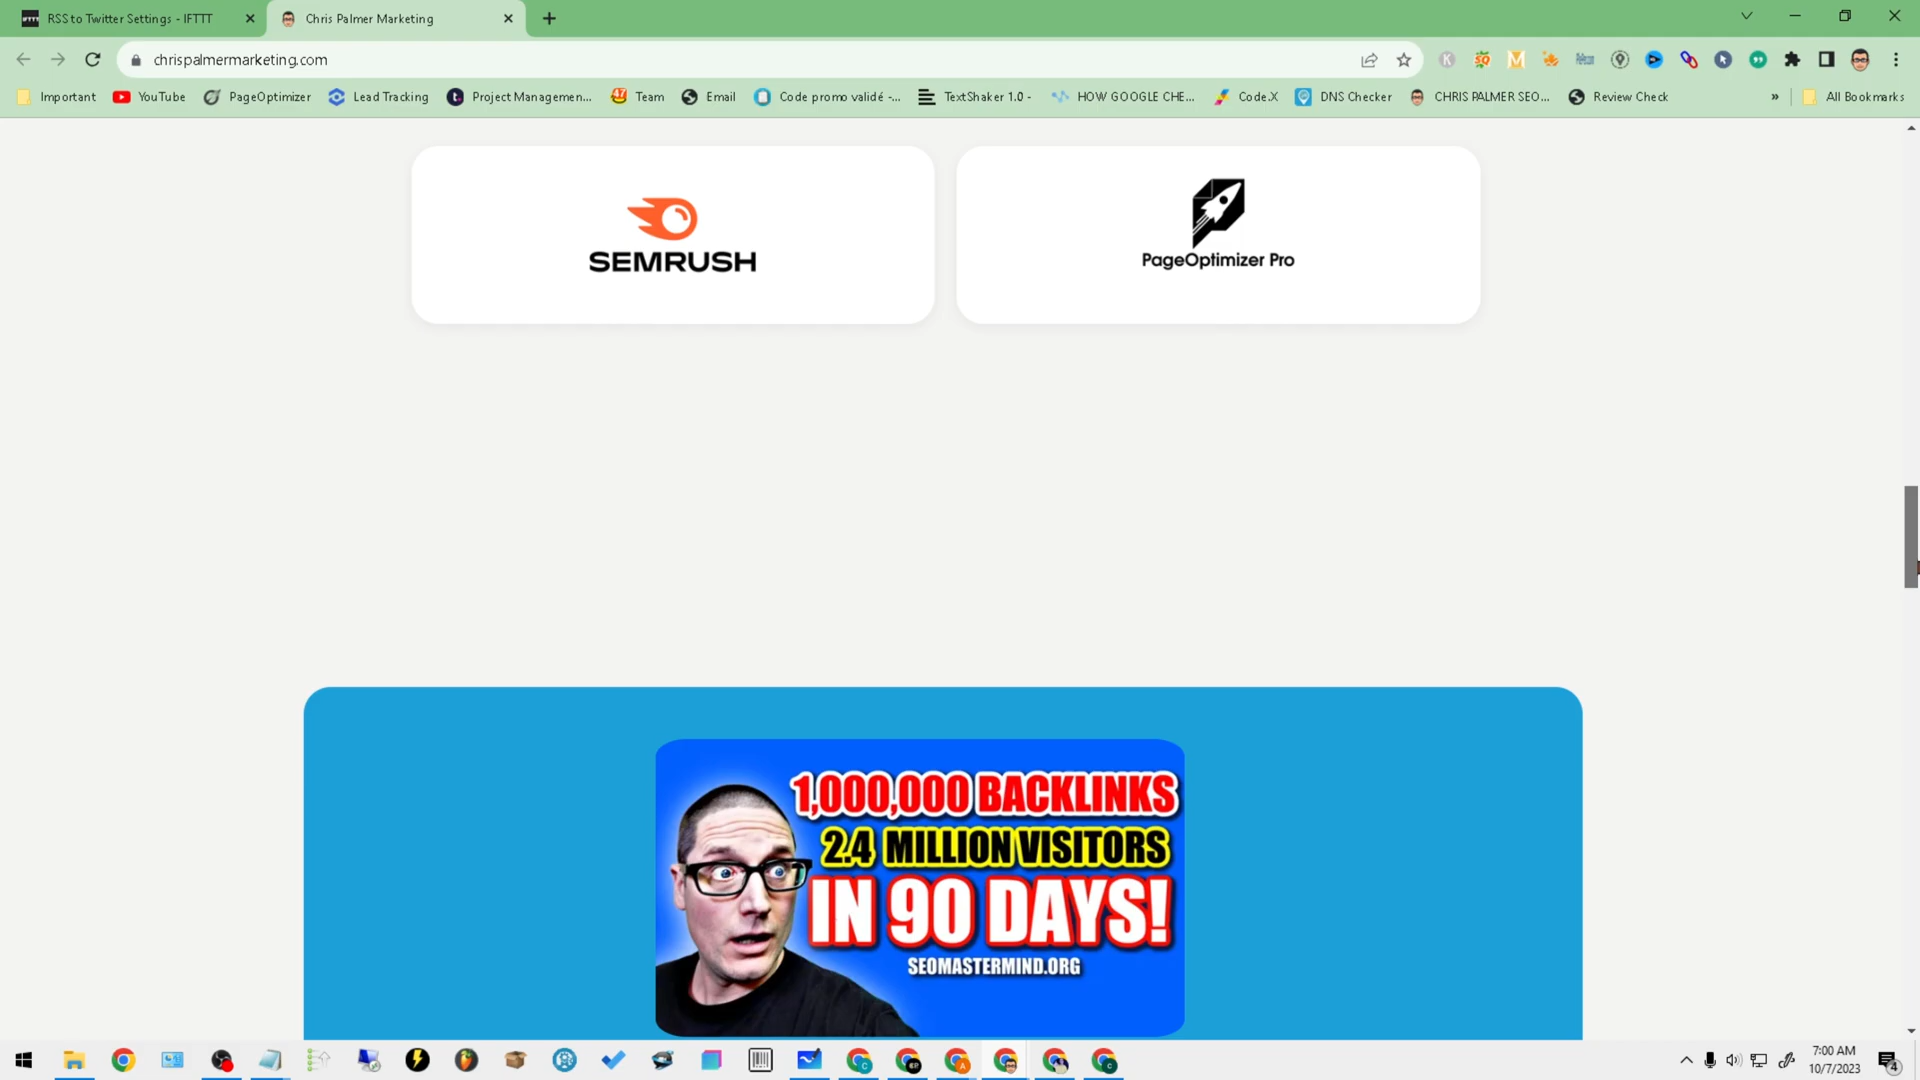 RSS to Twitter Settings - IFTTT
Chris Palmer Marketing
chrispalmermarketing.com
Important
YouTube
PageOptimizer
Lead Tracking
Project Managemen...
Team
Email
Code promo validé -...
TextShaker 1.0 -
HOW GOOGLE CHE...
Code.X
DNS Checker
CHRIS PALMER SEO...
Review Check
»
All Bookmarks
SEMRUSH
PageOptimizer Pro
1,000,000 BACKLINKS
2.4 MILLION VISITORS
IN 90 DAYS!
SEOMASTERMIND.ORG
7:00 AM
10/7/2023
4